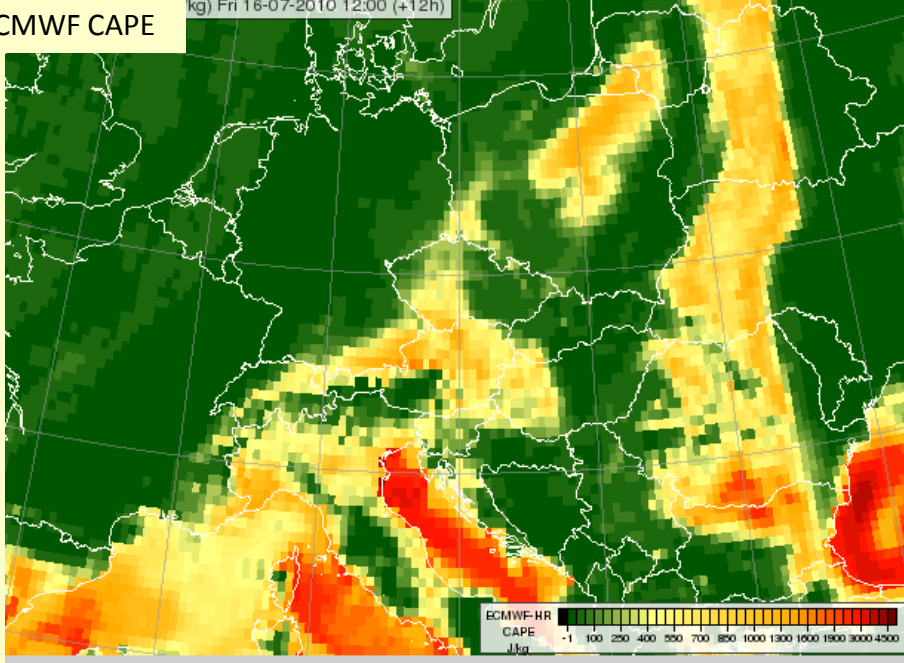 kg) Fri 16-07-2010 12:00 (+12h)
CMWF CAPE
ECMWF-HR
CAPE
J/kg
-1 100 250 400 550 700 850 1000 1300 1600 1900 3000 4500